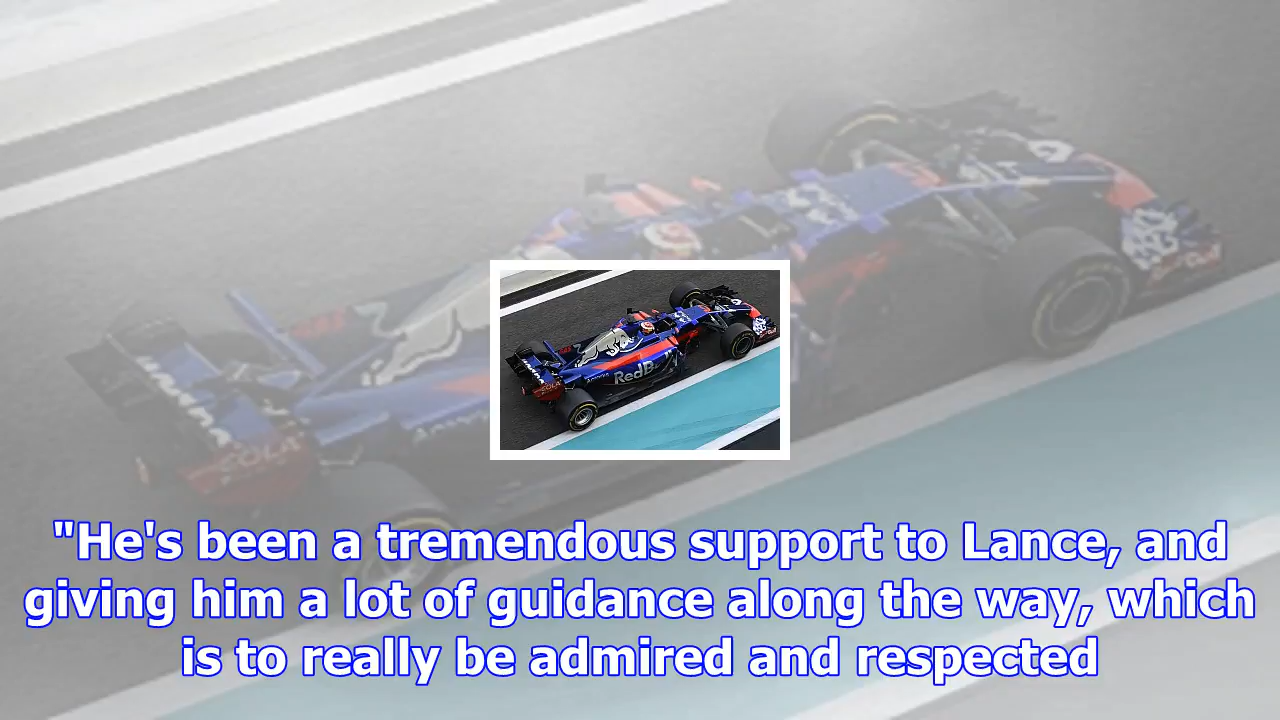 RedB
"He's been a tremendous support to Lance, and
giving him a lot of guidance along the way, which
is to really be admired and respected